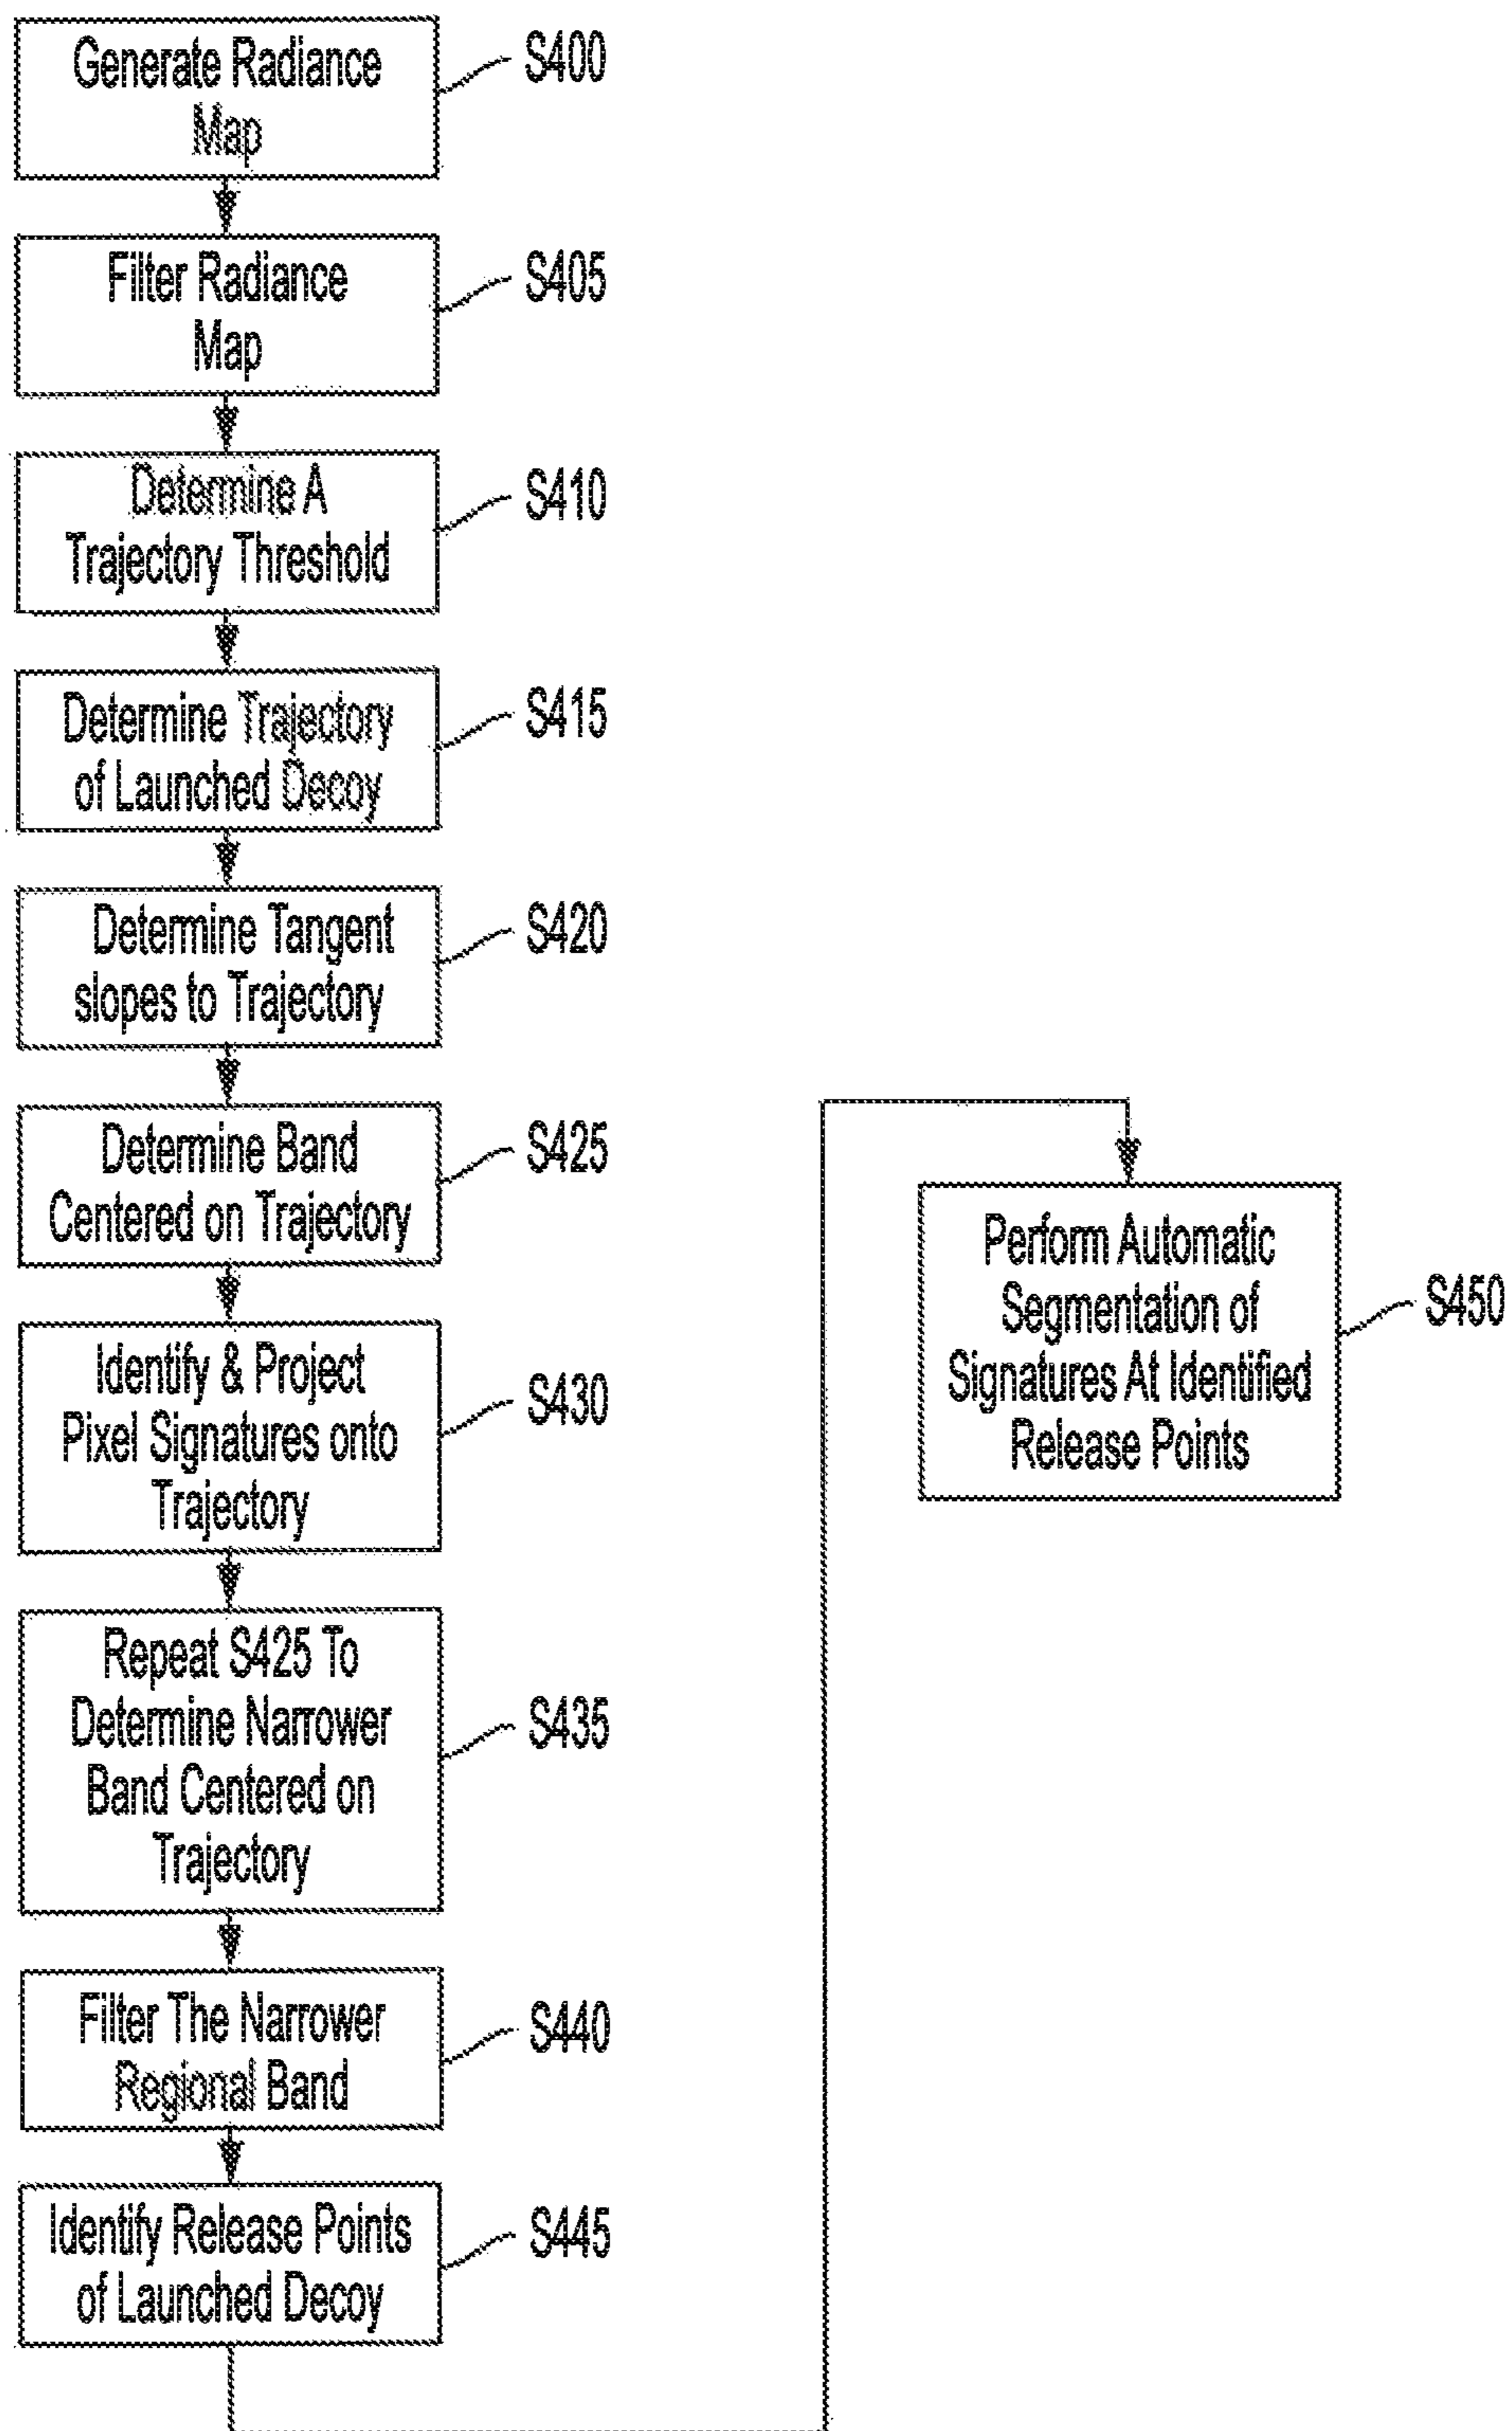 Generate Radiance
Map
S400
Filter Radiance
Map
S405
Determine A
Trajectory Threshold
S410
Determine Trajectory
of Launched Decoy
S415
Determine Tangent
slopes to Trajectory
S420
Determine Band
Centered on Trajectory
S425
Identify & Project
Pixel Signatures onto
Trajectory
S430
Repeat S425 To
Determine Narrower
Band Centered on
Trajectory
S435
Filter The Narrower
Regional Band
S440
Identify Release Points
of Launched Decoy
S445
Perform Automatic
Segmentation of
Signatures At Identified
Release Points
S450